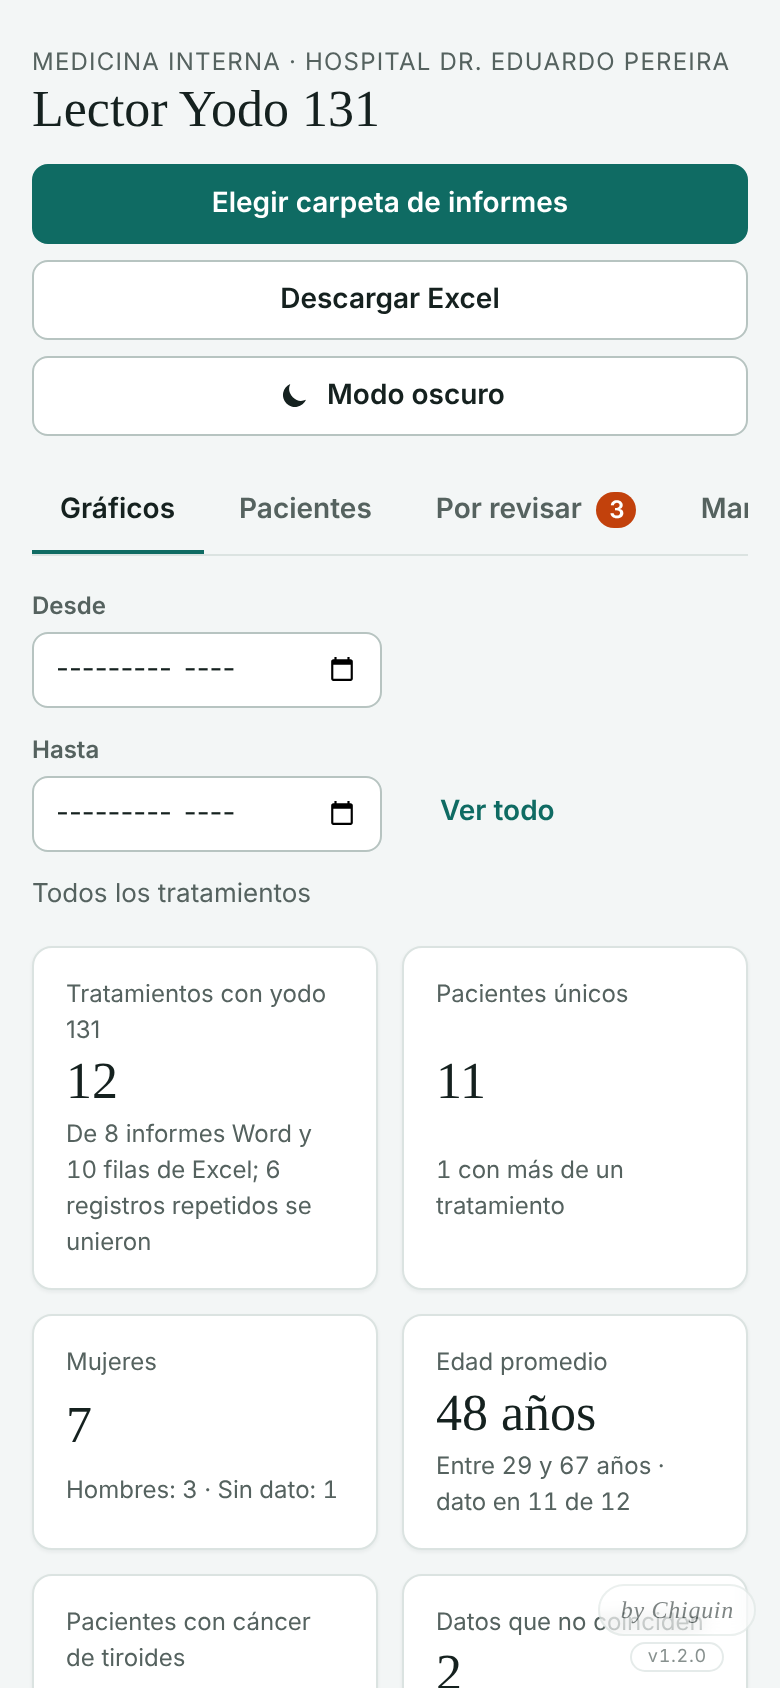 MEDICINA INTERNA · HOSPITAL DR. EDUARDO PEREIRA
Lector Yodo 131
Elegir carpeta de informes
Descargar Excel
Modo oscuro
Gráficos
Pacientes
Por revisar 3
Desde
--------- ----
Hasta
--------- ----
Ver todo
Todos los tratamientos
Tratamientos con yodo
131
12
De 8 informes Word y
10 filas de Excel; 6
registros repetidos se
unieron
Pacientes únicos
11
1 con más de un
tratamiento
Mujeres
7
Hombres: 3 · Sin dato: 1
Edad promedio
48 años
Entre 29 y 67 años ·
dato en 11 de 12
Pacientes con cáncer
de tiroides
Datos que no coinciden
2
by Chiguin
v1.2.0